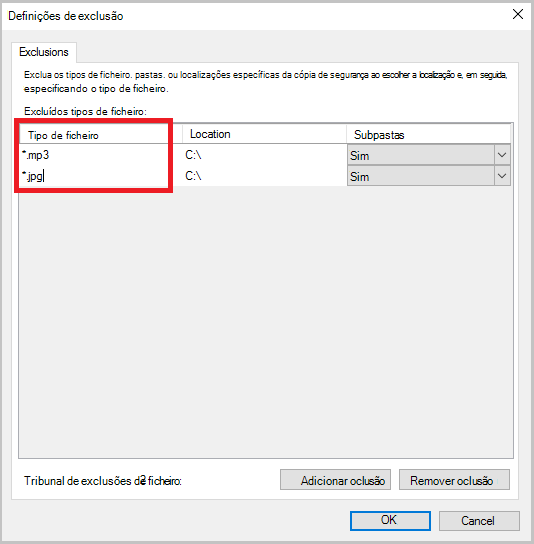 Definições de exclusão
Exclusions
Exclua os tipos de ficheiro, pastas, ou localizações específicas da cópia de segurança ao escolher a localização e, em seguida,
especificando o tipo de ficheiro.
Excluídos tipos de ficheiro:
Tipo de ficheiro Location Subpastas
*.mp3 C:\ Sim
*.jpg C:\ Sim
Tribunal de exclusões de ficheiro: 2
Adicionar oclusão Remover oclusão
OK Cancel